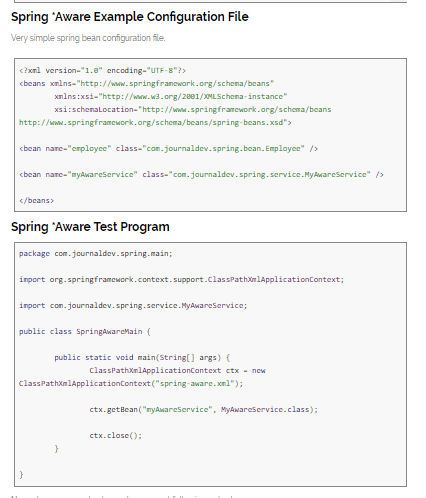 Spring *Aware Example Configuration File
Very simple spring bean configuration file.
<?xml version="1.0" encoding="UTF-8"?>
<beans xmlns="http://www.springframework.org/schema/beans"
xmlns:xsi="http://www.w3.org/2001/XMLSchema-instance"
xsi:schemaLocation="http://www.springframework.org/schema/beans
http://www.springframework.org/schema/beans/spring-beans.xsd">
<bean name="employee" class="com.journaldev.spring.bean.Employee" />
<bean name="myAwareService" class="com.journaldev.spring.service.MyAwareService" />
</beans>
Spring *Aware Test Program
package com.journaldev.spring.main;
import org.springframework.context.support.ClassPathXmlApplicationContext;
import com.journaldev.spring.service.MyAwareService;
public class SpringAwareMain {
public static void main(String[] args) {
ClassPathXmlApplicationContext ctx = new
ClassPathXmlApplicationContext("spring-aware.xml");
ctx.getBean("myAwareService", MyAwareService.class);
ctx.close();
}
}